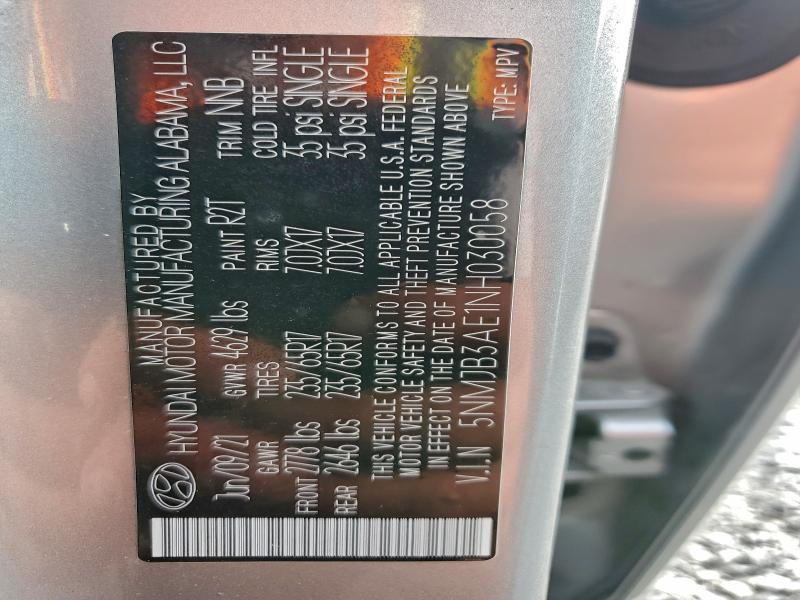 MANUFACTURED BY
HYUNDAI MOTOR MANUFACTURING ALABAMA, LLC
Jun/09/21 GVWR 4629 lbs PAINT R2T TRIM NNB
GAWR TIRES RIMS COLD TIRE INFL
FRONT 2778 lbs 235/65R17 7.0JX17 35 psi SINGLE
REAR 2646 lbs 235/65R17 7.0JX17 35 psi SINGLE
THIS VEHICLE CONFORMS TO ALL APPLICABLE U.S.A. FEDERAL
MOTOR VEHICLE SAFETY AND THEFT PREVENTION STANDARDS
IN EFFECT ON THE DATE OF MANUFACTURE SHOWN ABOVE
V.I.N 5NMJB3AE1NH030058 TYPE: MPV